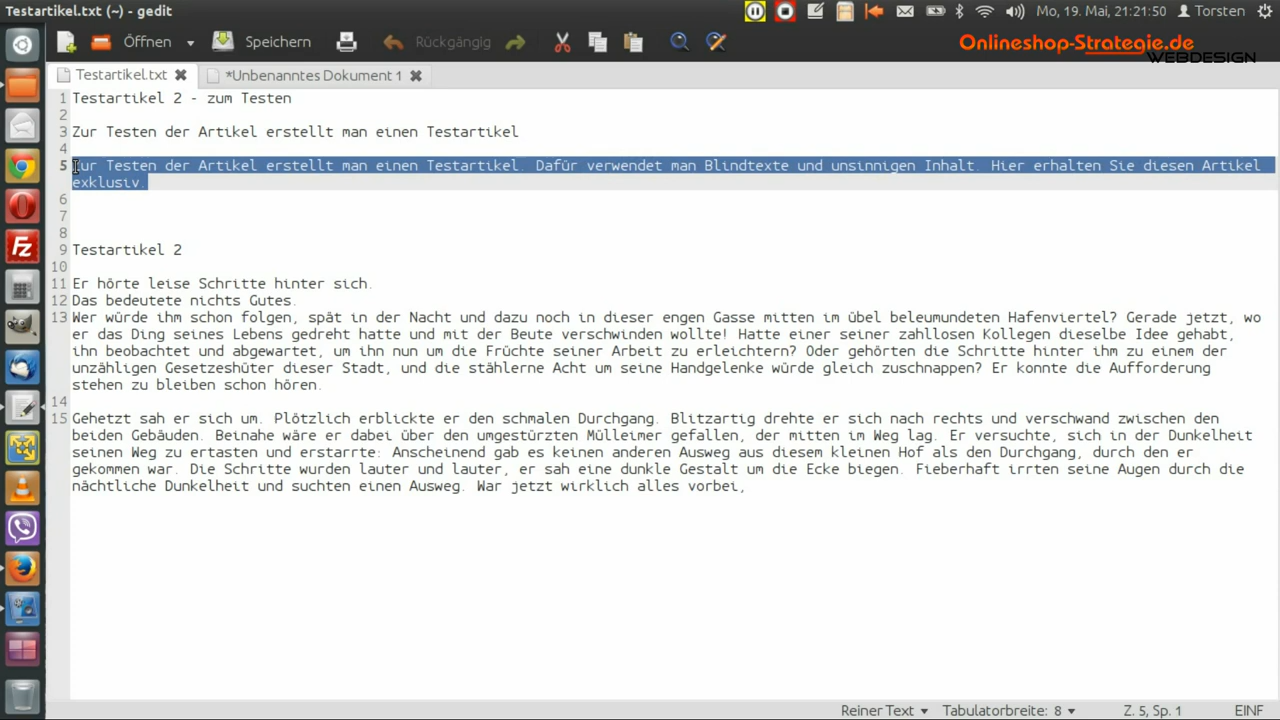 Testartikel.txt (~) - gedit
Mo, 19. Mai, 21:21:50 Torsten
Öffnen Speichern Rückgängig
Onlineshop-Strategie.de
WEBDESIGN
Testartikel.txt *Unbenanntes Dokument 1
1 Testartikel 2 - zum Testen
2
3 Zur Testen der Artikel erstellt man einen Testartikel
4
5 Zur Testen der Artikel erstellt man einen Testartikel. Dafür verwendet man Blindtexte und unsinnigen Inhalt. Hier erhalten Sie diesen Artikel
exklusiv.
6
7
8
9 Testartikel 2
10
11 Er hörte leise Schritte hinter sich.
12 Das bedeutete nichts Gutes.
13 Wer würde ihm schon folgen, spät in der Nacht und dazu noch in dieser engen Gasse mitten im übel beleumundeten Hafenviertel? Gerade jetzt, wo
er das Ding seines Lebens gedreht hatte und mit der Beute verschwinden wollte! Hatte einer seiner zahllosen Kollegen dieselbe Idee gehabt,
ihn beobachtet und abgewartet, um ihn nun um die Früchte seiner Arbeit zu erleichtern? Oder gehörten die Schritte hinter ihm zu einem der
unzähligen Gesetzeshüter dieser Stadt, und die stählerne Acht um seine Handgelenke würde gleich zuschnappen? Er konnte die Aufforderung
stehen zu bleiben schon hören.
14
15 Gehetzt sah er sich um. Plötzlich erblickte er den schmalen Durchgang. Blitzartig drehte er sich nach rechts und verschwand zwischen den
beiden Gebäuden. Beinahe wäre er dabei über den umgestürzten Mülleimer gefallen, der mitten im Weg lag. Er versuchte, sich in der Dunkelheit
seinen Weg zu ertasten und erstarrte: Anscheinend gab es keinen anderen Ausweg aus diesem kleinen Hof als den Durchgang, durch den er
gekommen war. Die Schritte wurden lauter und lauter, er sah eine dunkle Gestalt um die Ecke biegen. Fieberhaft irrten seine Augen durch die
nächtliche Dunkelheit und suchten einen Ausweg. War jetzt wirklich alles vorbei,
Reiner Text Tabulatorbreite: 8 Z. 5, Sp. 1 EINF